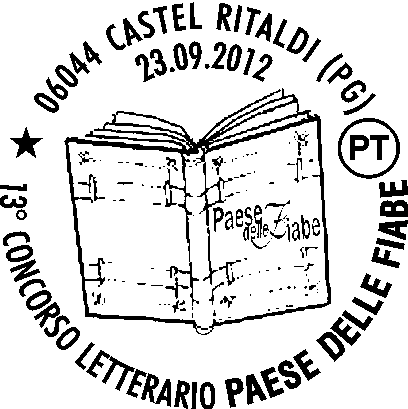 06044 CASTEL RITALDI (PG)
23.09.2012
PT
Paese
delle Fiabe
13° CONCORSO LETTERARIO PAESE DELLE FIABE